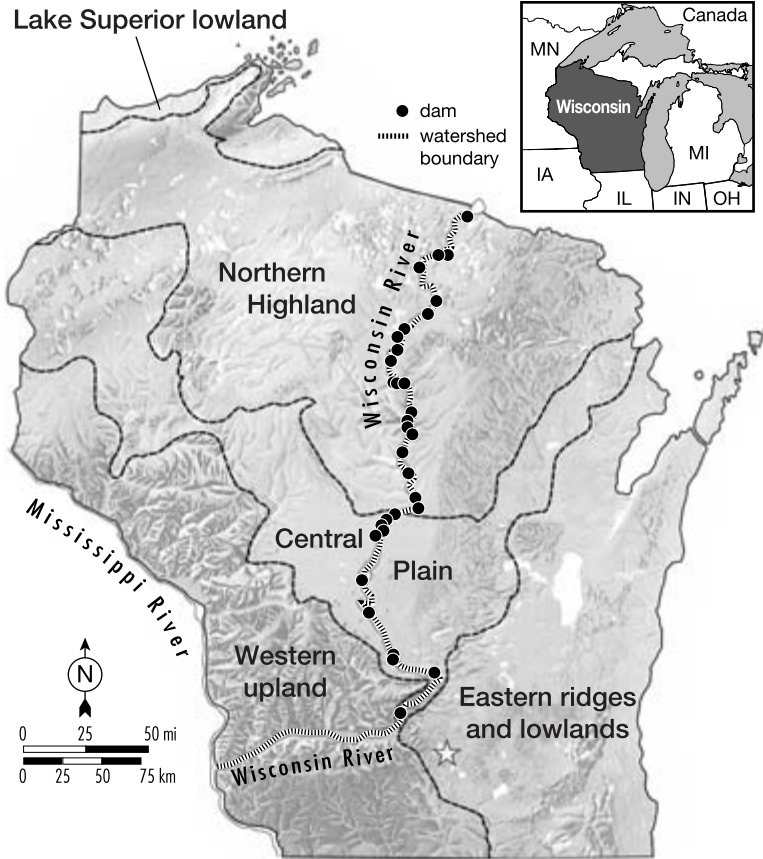 Lake Superior lowland
Canada
MN
Wisconsin
MI
IA
IL
IN
OH
dam
watershed
boundary
Northern
Highland
Wisconsin River
Central
Plain
Mississippi River
Western
upland
Eastern ridges
and lowlands
Wisconsin River
N
0 25 50 mi
0 25 50 75 km